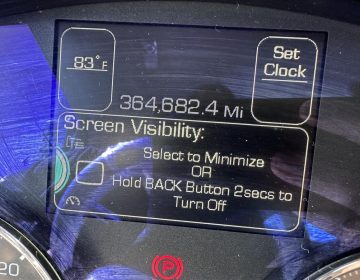 83°F
Set
Clock
364,682.4 Mi
Screen Visibility:
Select to Minimize
OR
Hold BACK Button 2secs to
Turn Off
20
P